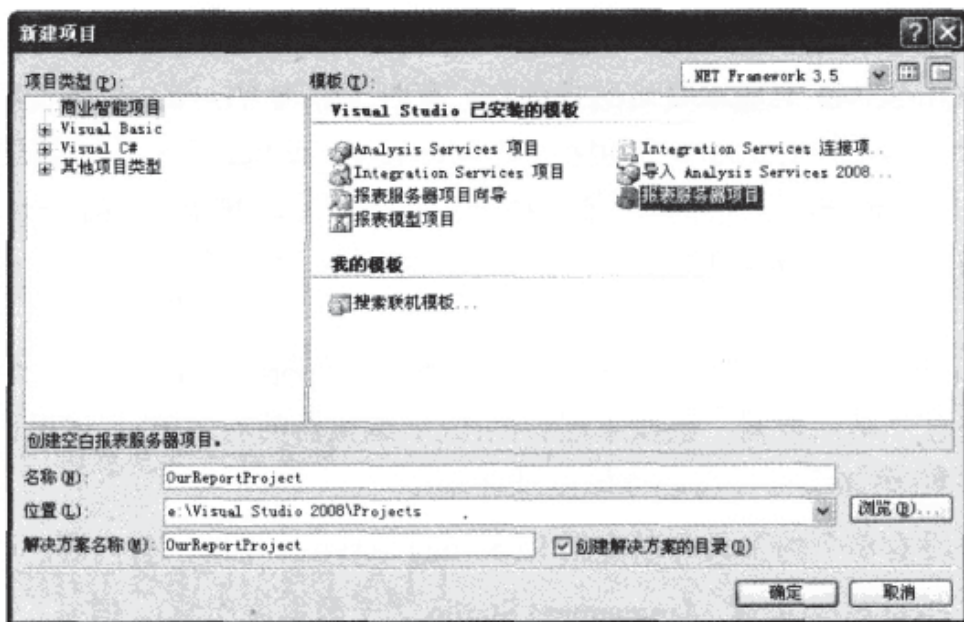 新建项目
项目类型(P):
模板(T):
.NET Framework 3.5
商业智能项目
Visual Basic
Visual C#
其他项目类型
Visual Studio 已安装的模板
Analysis Services 项目
Integration Services 连接项...
Integration Services 项目
导入 Analysis Services 2008...
报表服务器项目向导
报表服务器项目
报表模型项目
我的模板
搜索联机模板...
创建空白报表服务器项目。
名称(N):
OurReportProject
位置(L):
e:\Visual Studio 2008\Projects
浏览(B)...
解决方案名称(M):
OurReportProject
创建解决方案的目录(D)
确定
取消